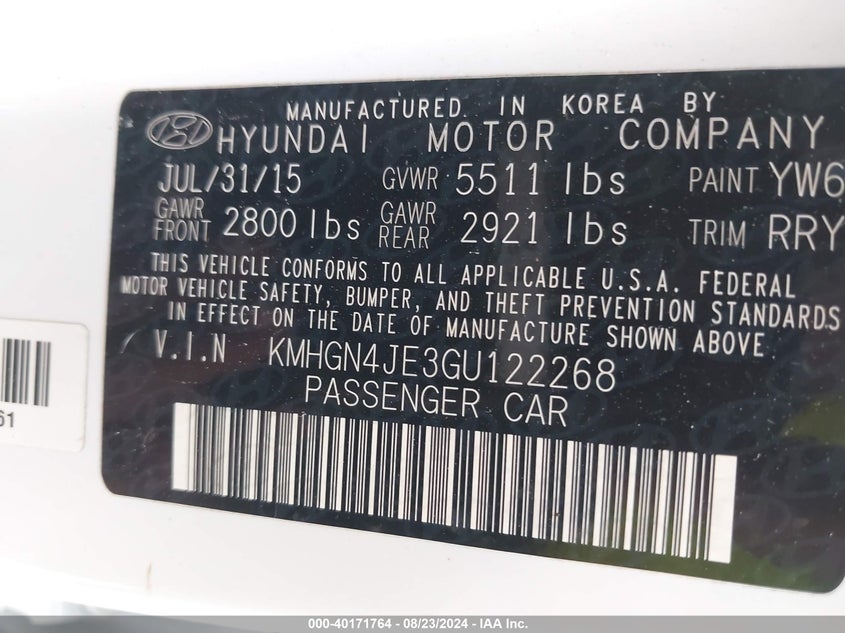 MANUFACTURED IN KOREA BY
HYUNDAI MOTOR COMPANY
JUL/31/15 GVWR 5511 lbs PAINT YW6
GAWR FRONT 2800 lbs GAWR REAR 2921 lbs TRIM RRY
THIS VEHICLE CONFORMS TO ALL APPLICABLE U.S.A. FEDERAL
MOTOR VEHICLE SAFETY, BUMPER, AND THEFT PREVENTION STANDARDS
IN EFFECT ON THE DATE OF MANUFACTURE SHOWN ABOVE
V.I.N KMHGN4JE3GU122268
PASSENGER CAR
61
000-40171764 - 08/23/2024 - IAA Inc.